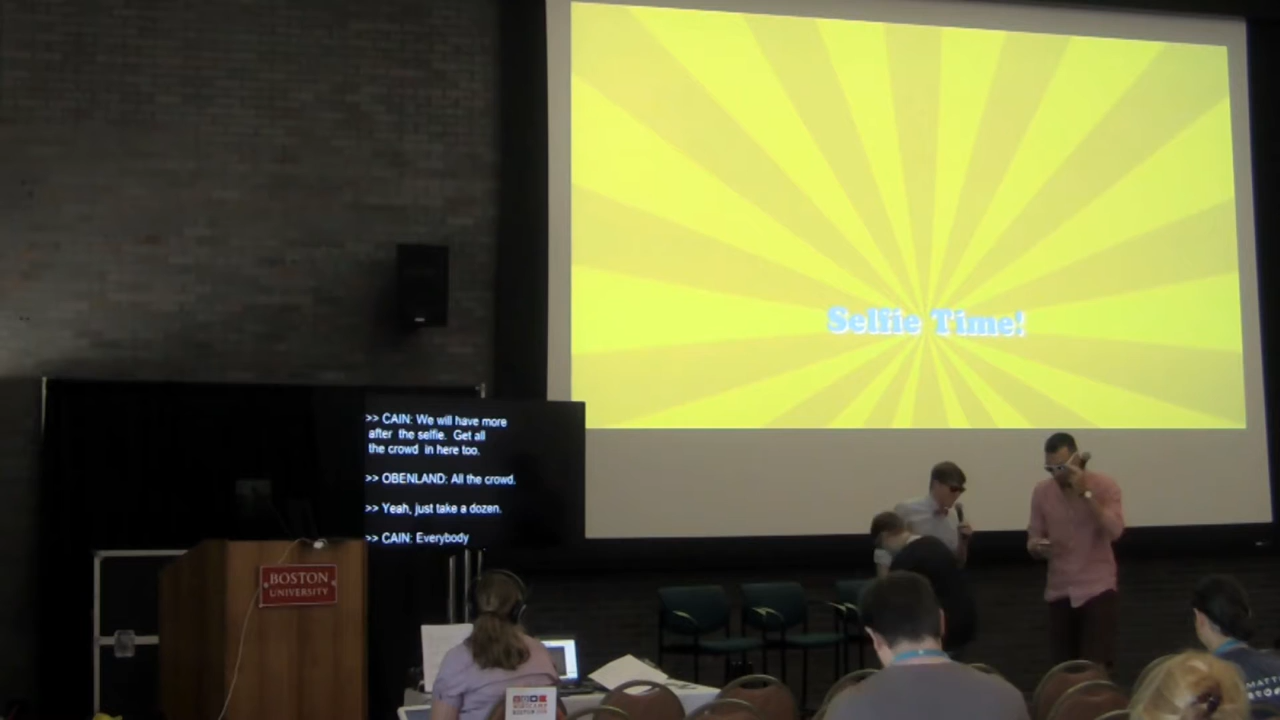 Selfie Time!
>> CAIN: We will have more
after the selfie. Get all
the crowd in here too.
>> OBENLAND: All the crowd.
>> Yeah, just take a dozen.
>> CAIN: Everybody
BOSTON
UNIVERSITY